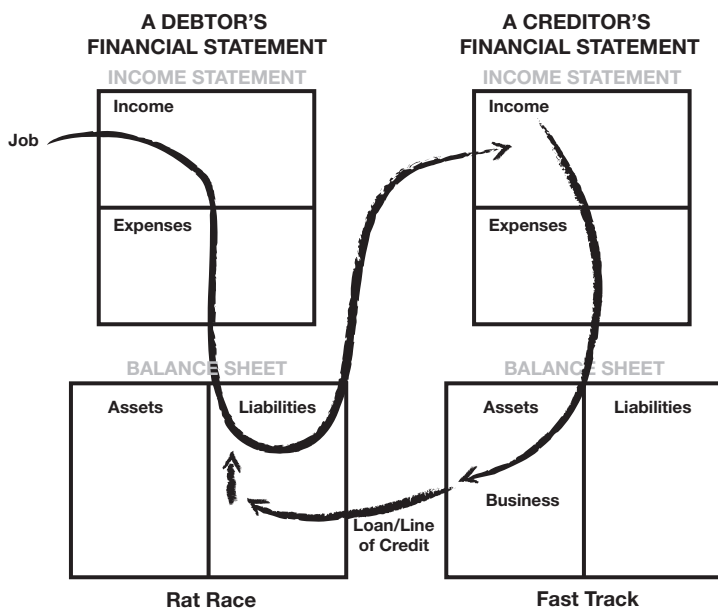 A DEBTOR’S
FINANCIAL STATEMENT
INCOME STATEMENT
Income
Job
Expenses
BALANCE SHEET
Assets
Liabilities
Rat Race
A CREDITOR’S
FINANCIAL STATEMENT
INCOME STATEMENT
Income
Expenses
BALANCE SHEET
Assets
Liabilities
Business
Loan/Line
of Credit
Fast Track